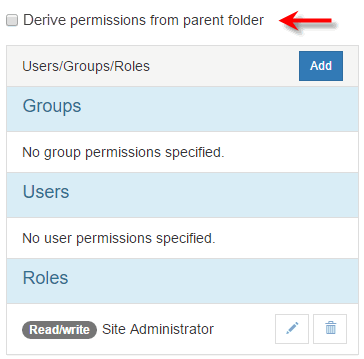 Derive permissions from parent folder
Users/Groups/Roles Add
Groups
No group permissions specified.
Users
No user permissions specified.
Roles
Read/write Site Administrator